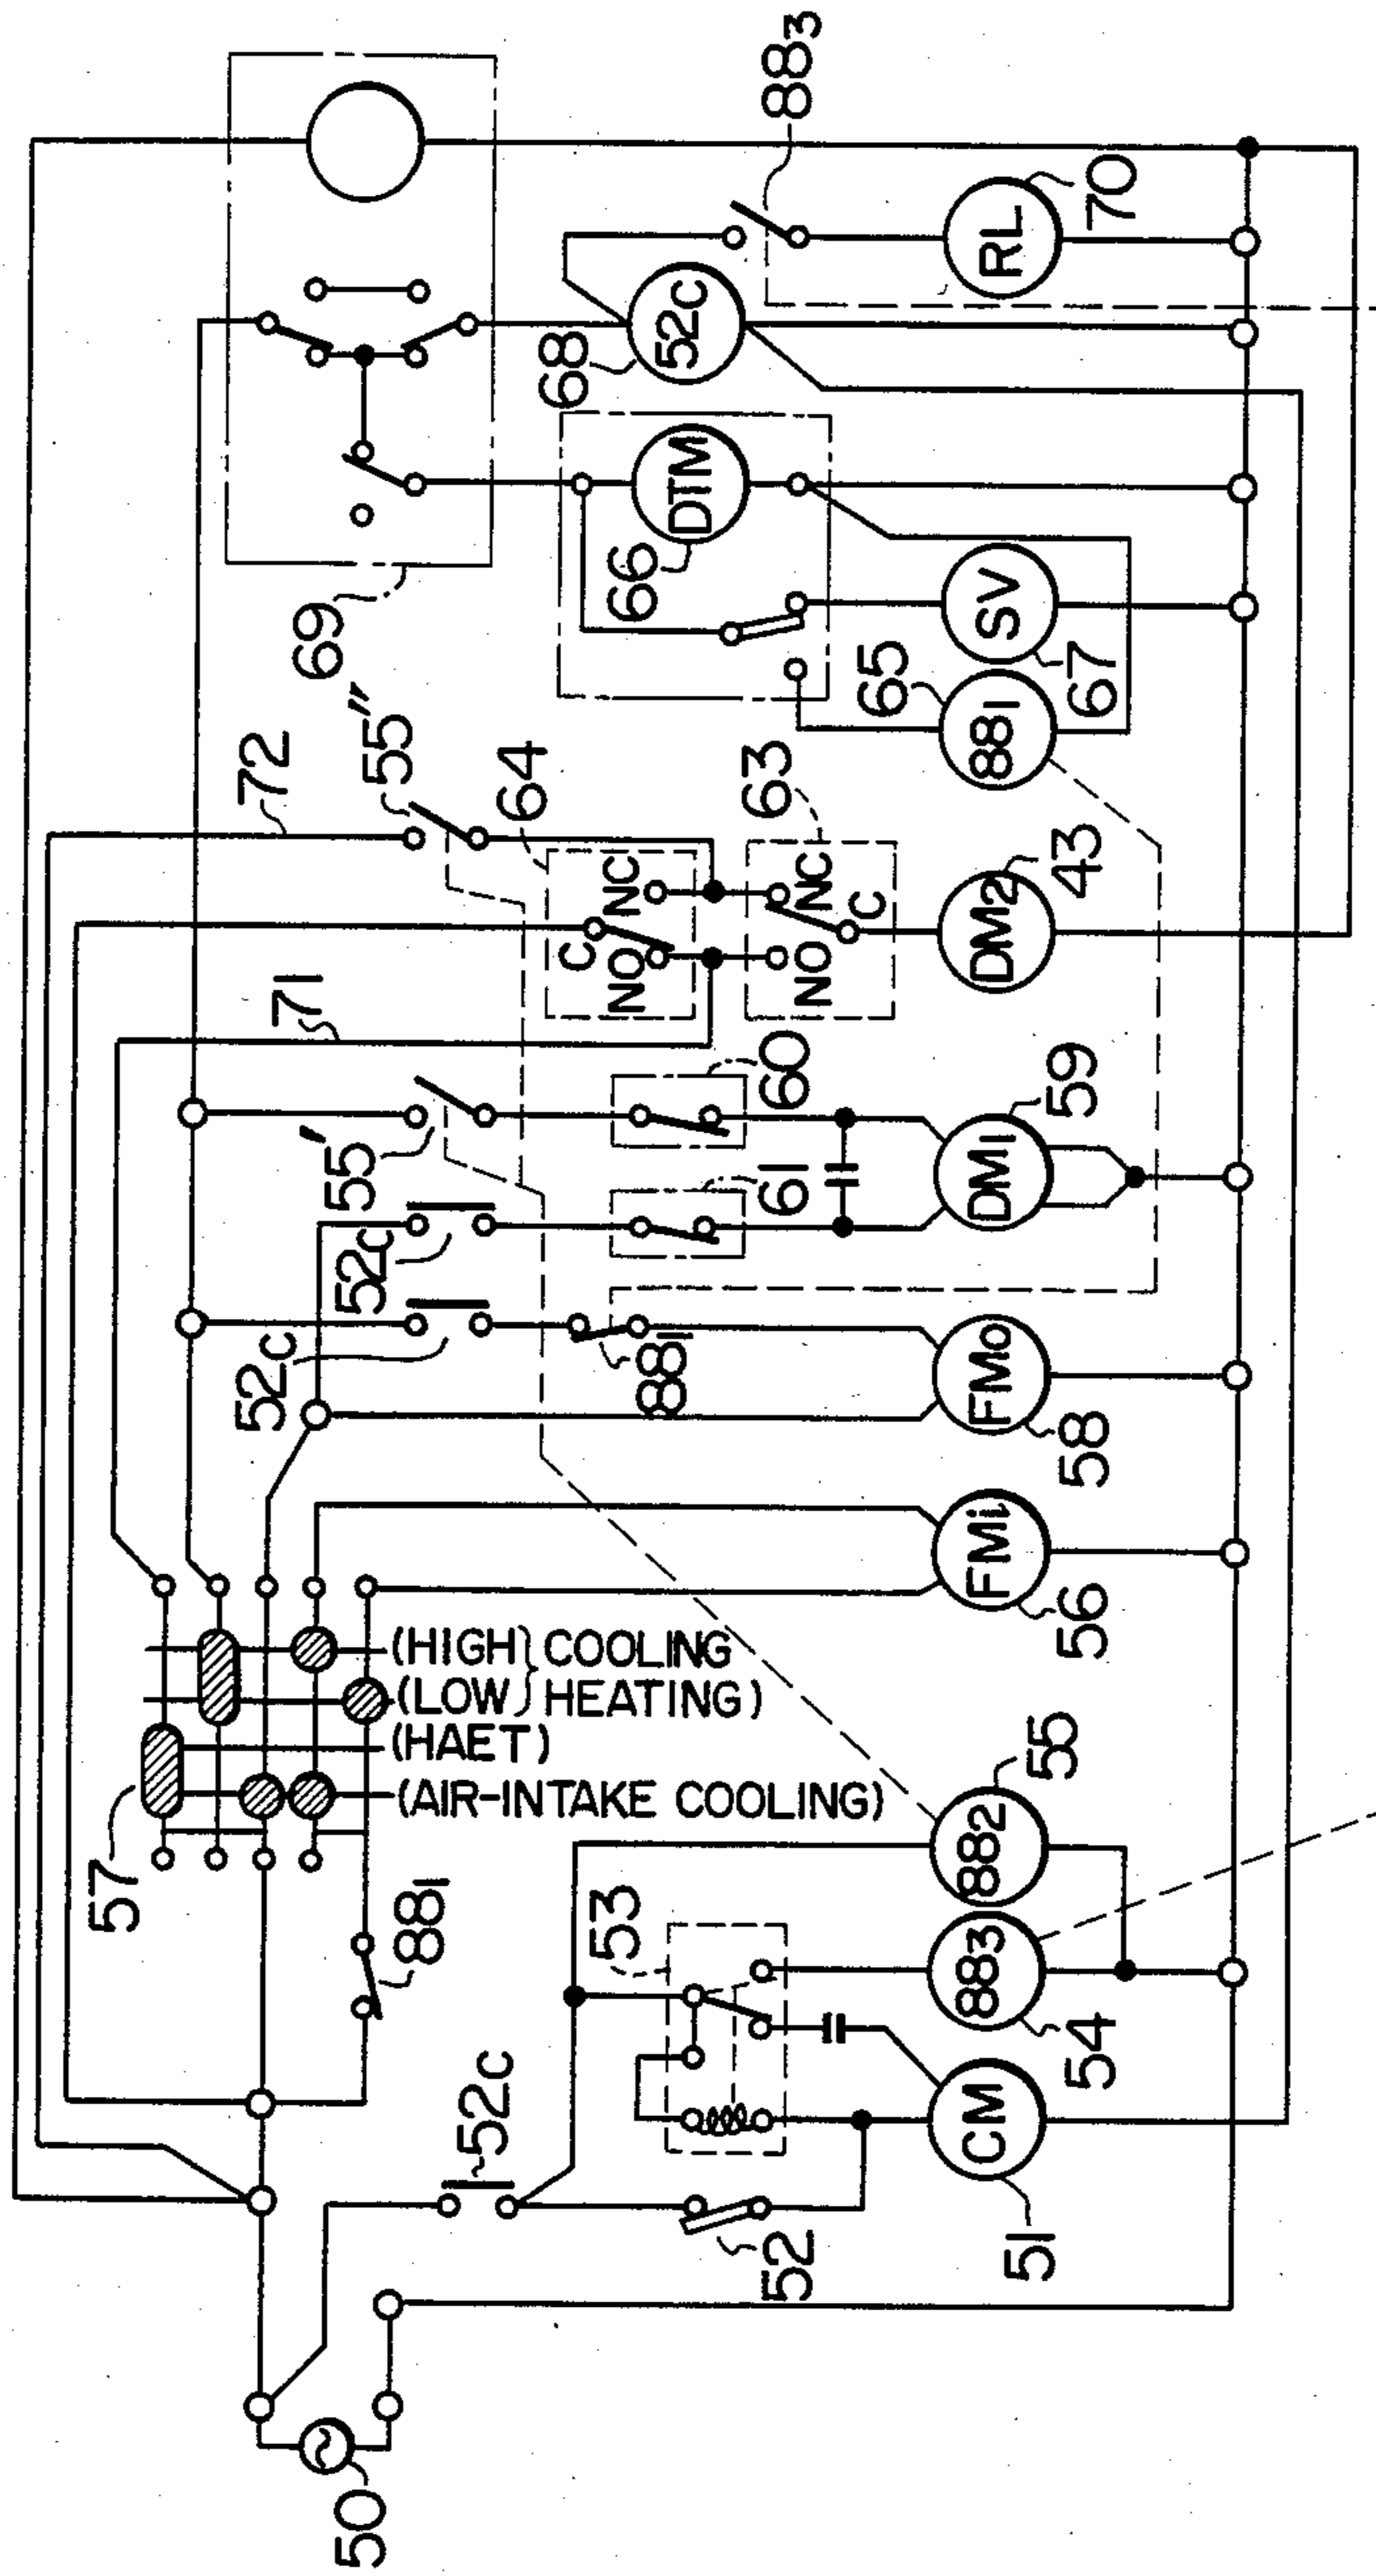 50
51
CM
52
52C
53
54
88₃
55
88₂
88₁
57
(HIGH } COOLING
(LOW } HEATING)
(HAET)
(AIR-INTAKE COOLING)
56
FMi
58
FMo
52C
88₁
52C
61
55'
60
59
DM₁
71
72
55"
64
C
NO
NC
63
NO
NC
C
43
DM₂
65
88₁
66
DTM
67
SV
69
68
52C
88₃
70
RL